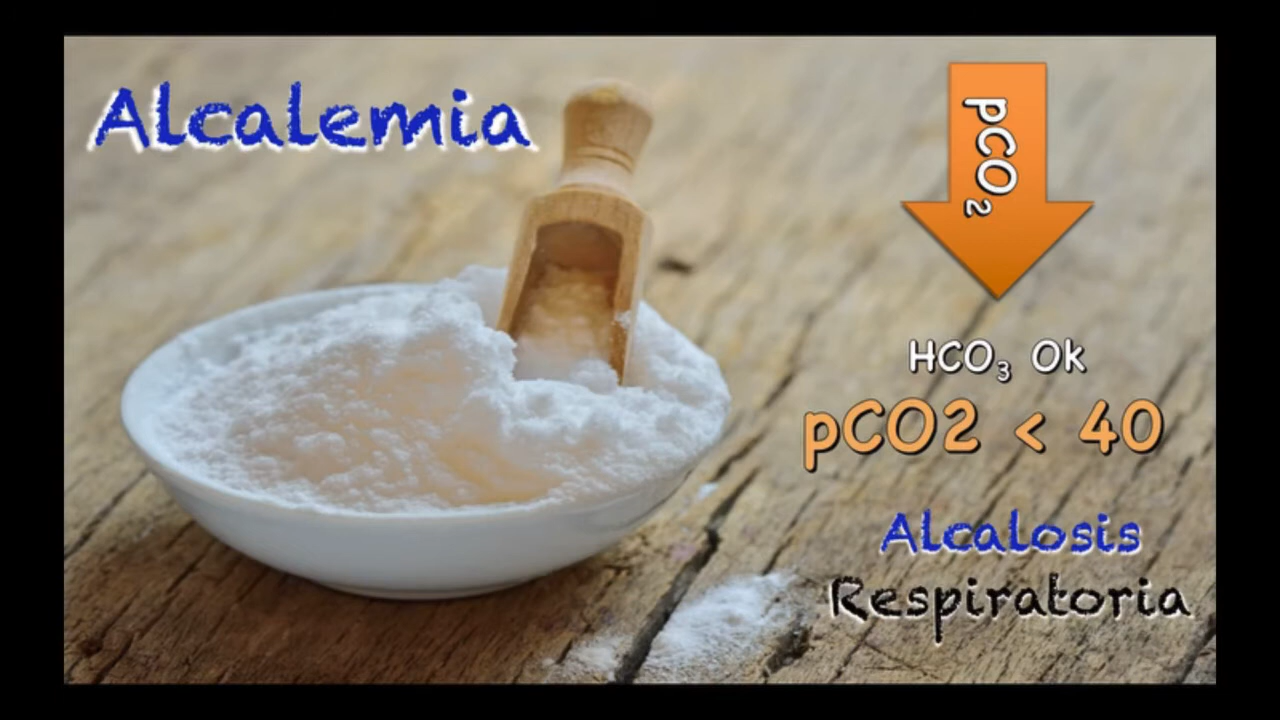 Alcalemia
pCO₂
HCO₃ Ok
pCO2 < 40
Alcalosis
Respiratoria